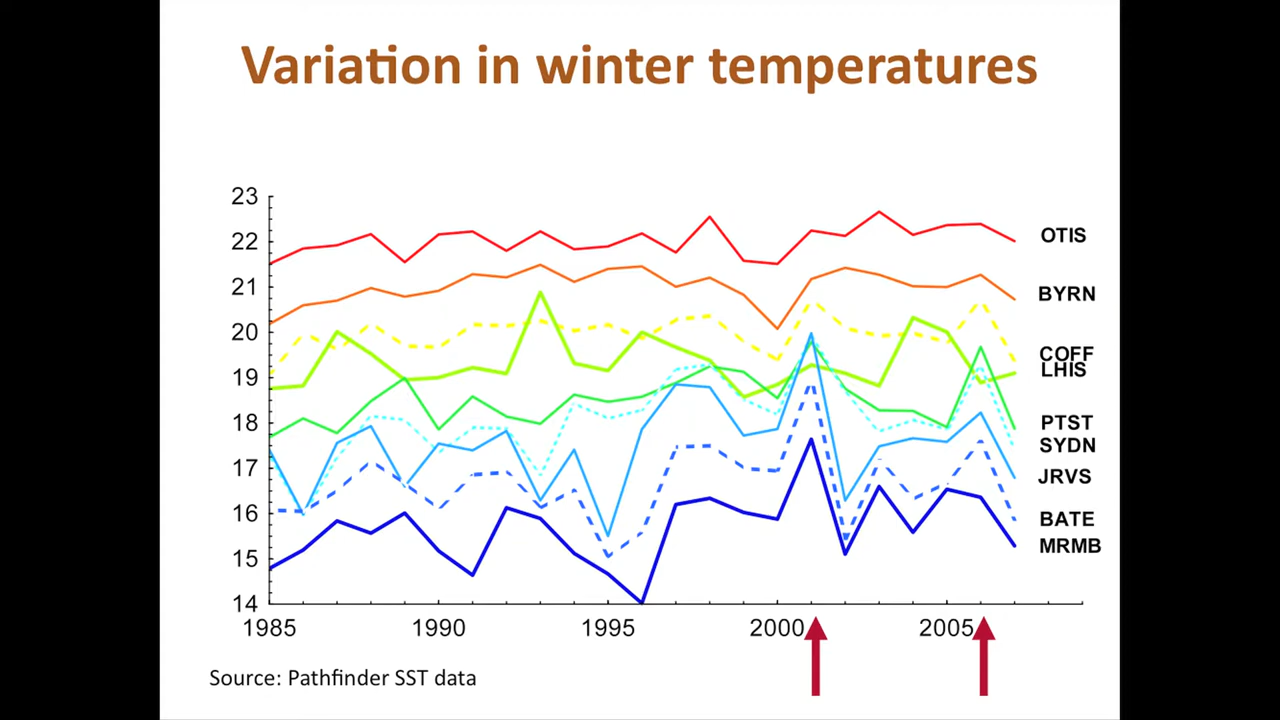 Variation in winter temperatures
23
22
21
20
19
18
17
16
15
14
OTIS
BYRN
COFF
LHIS
PTST
SYDN
JRVS
BATE
MRMB
1985 1990 1995 2000 2005
Source: Pathfinder SST data